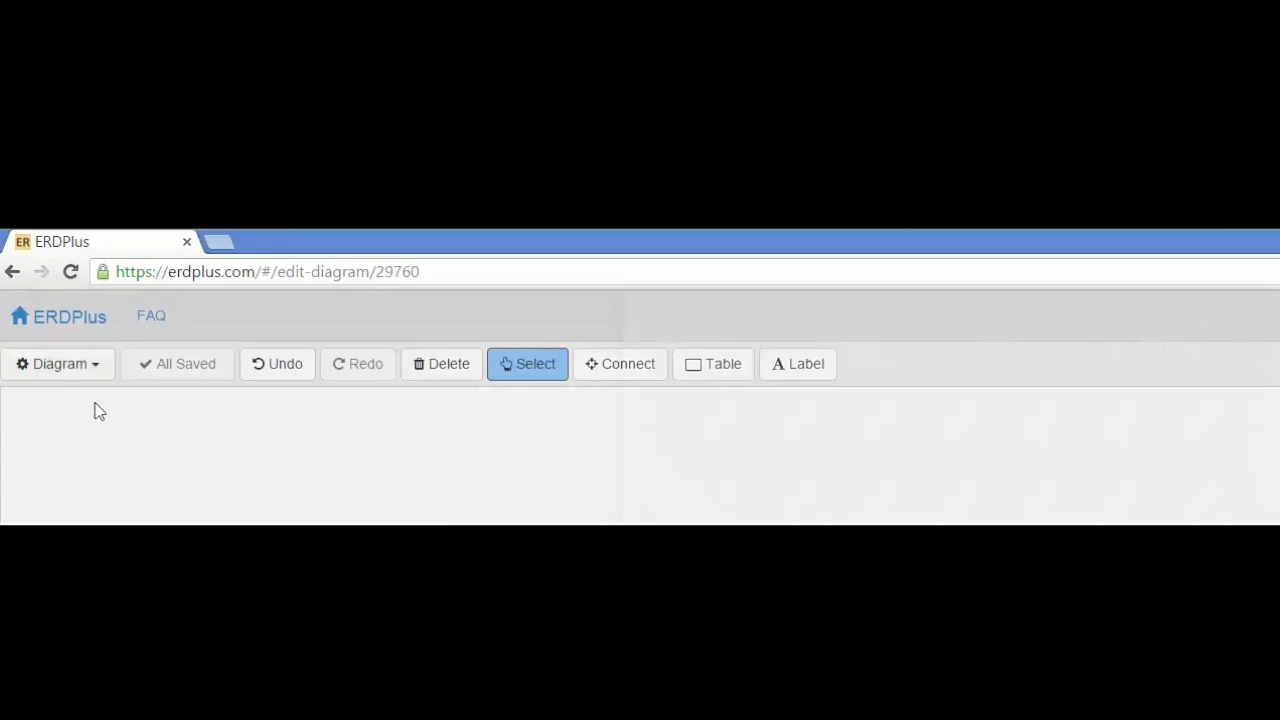 ER ERDPlus
https://erdplus.com/#/edit-diagram/29760
ERDPlus FAQ
Diagram All Saved Undo Redo Delete Select Connect Table A Label